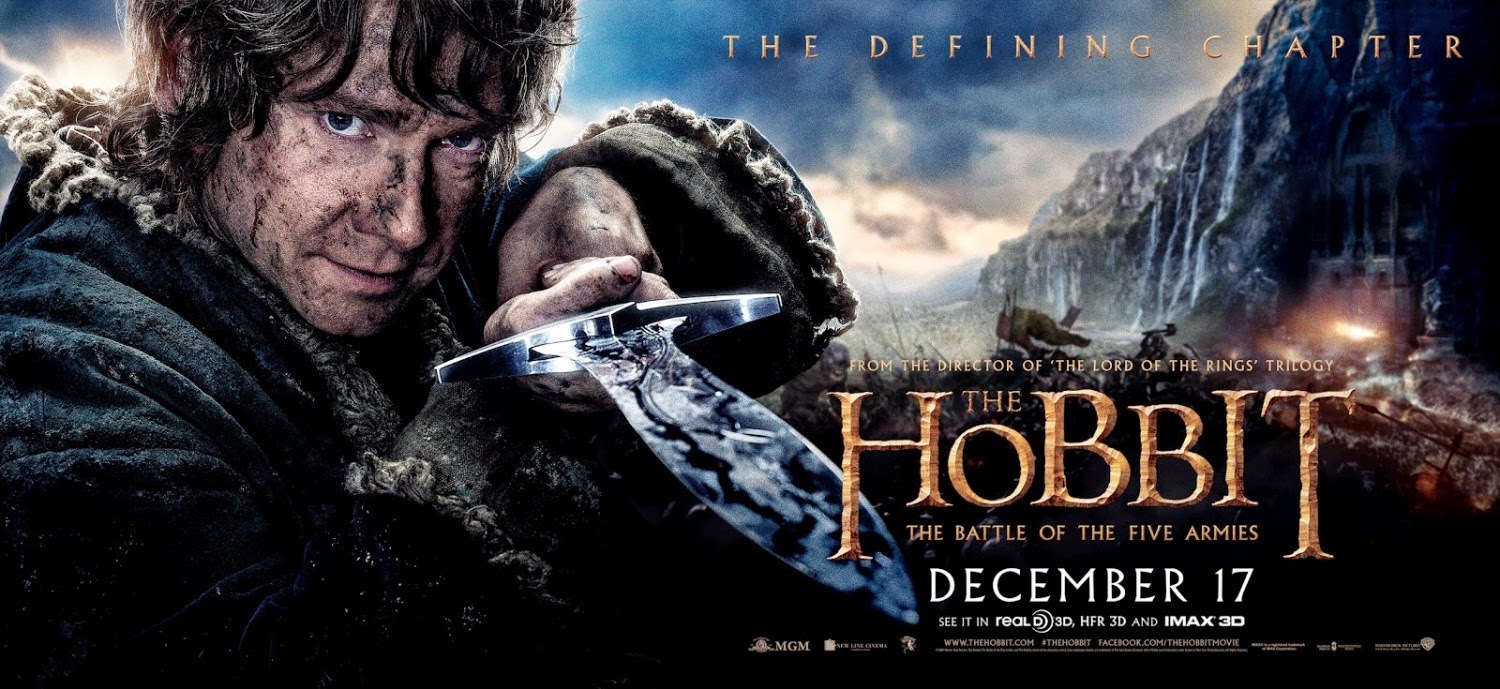 THE DEFINING CHAPTER
FROM THE DIRECTOR OF 'THE LORD OF THE RINGS' TRILOGY
THE
HOBBIT
THE BATTLE OF THE FIVE ARMIES
DECEMBER 17
SEE IT IN REAL D 3D, HFR 3D AND IMAX 3D
MGM NEW LINE CINEMA WWW.THEHOBBIT.COM #THEHOBBIT FACEBOOK.COM/THEHOBBITMOVIE